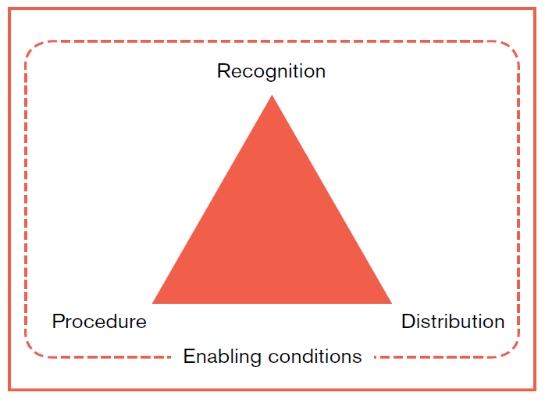 Recognition
Procedure
Distribution
Enabling conditions